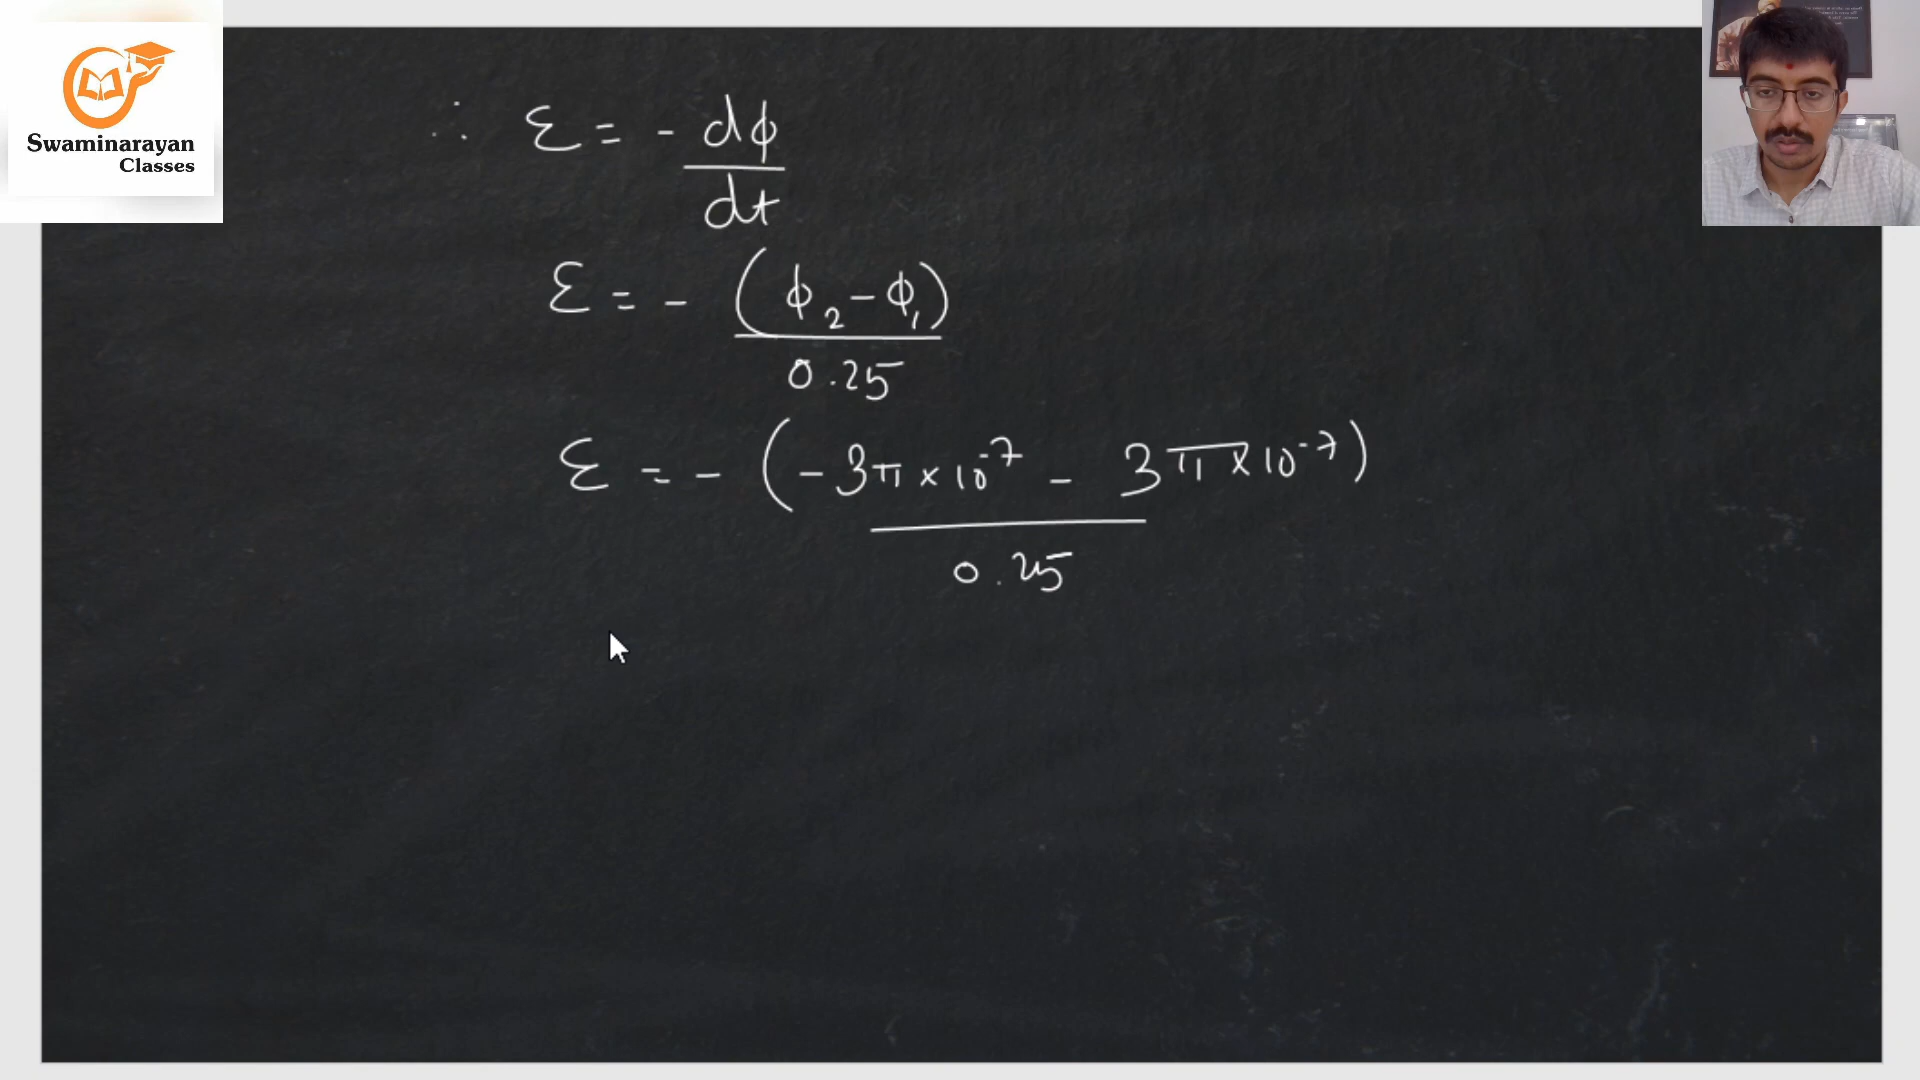 Swaminarayan
Classes
∴ ε = - dφ
dt
ε = - (φ₂ - φ₁)
0.25
ε = - (-3π × 10⁻⁷ - 3π × 10⁻⁷)
0.25